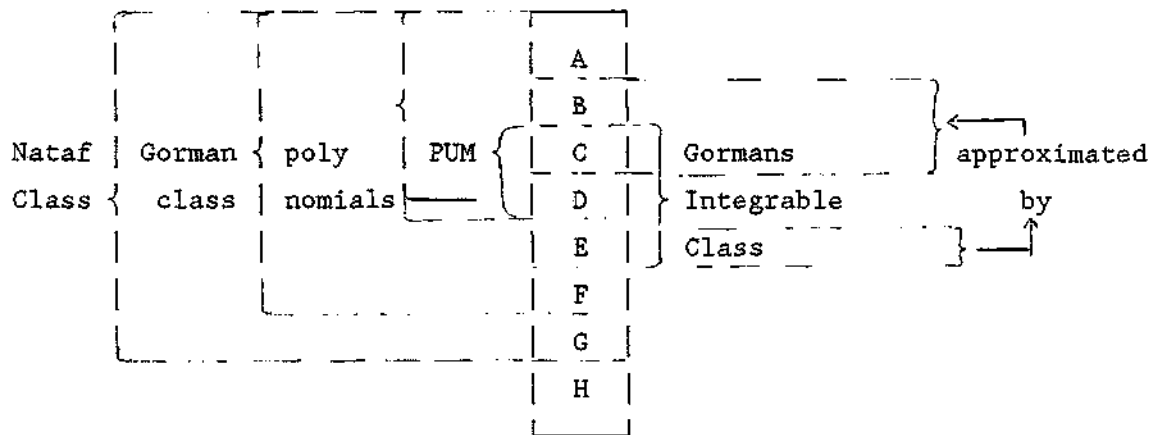 A
B
Nataf Gorman poly PUM C Gormans approximated
Class class nomials D Integrable by
E Class
F
G
H